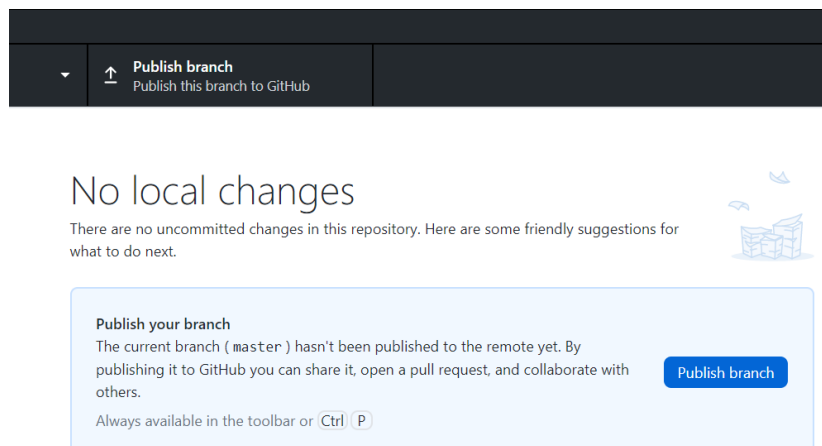 Publish branch
Publish this branch to GitHub
No local changes
There are no uncommitted changes in this repository. Here are some friendly suggestions for
what to do next.
Publish your branch
The current branch ( master ) hasn't been published to the remote yet. By
publishing it to GitHub you can share it, open a pull request, and collaborate with
others.
Publish branch
Always available in the toolbar or Ctrl P